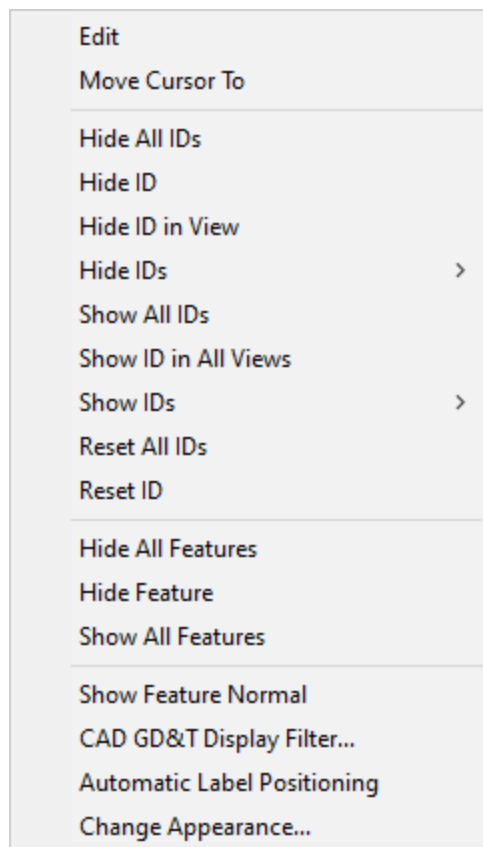 Edit
Move Cursor To
Hide All IDs
Hide ID
Hide ID in View
Hide IDs
Show All IDs
Show ID in All Views
Show IDs
Reset All IDs
Reset ID
Hide All Features
Hide Feature
Show All Features
Show Feature Normal
CAD GD&T Display Filter...
Automatic Label Positioning
Change Appearance...